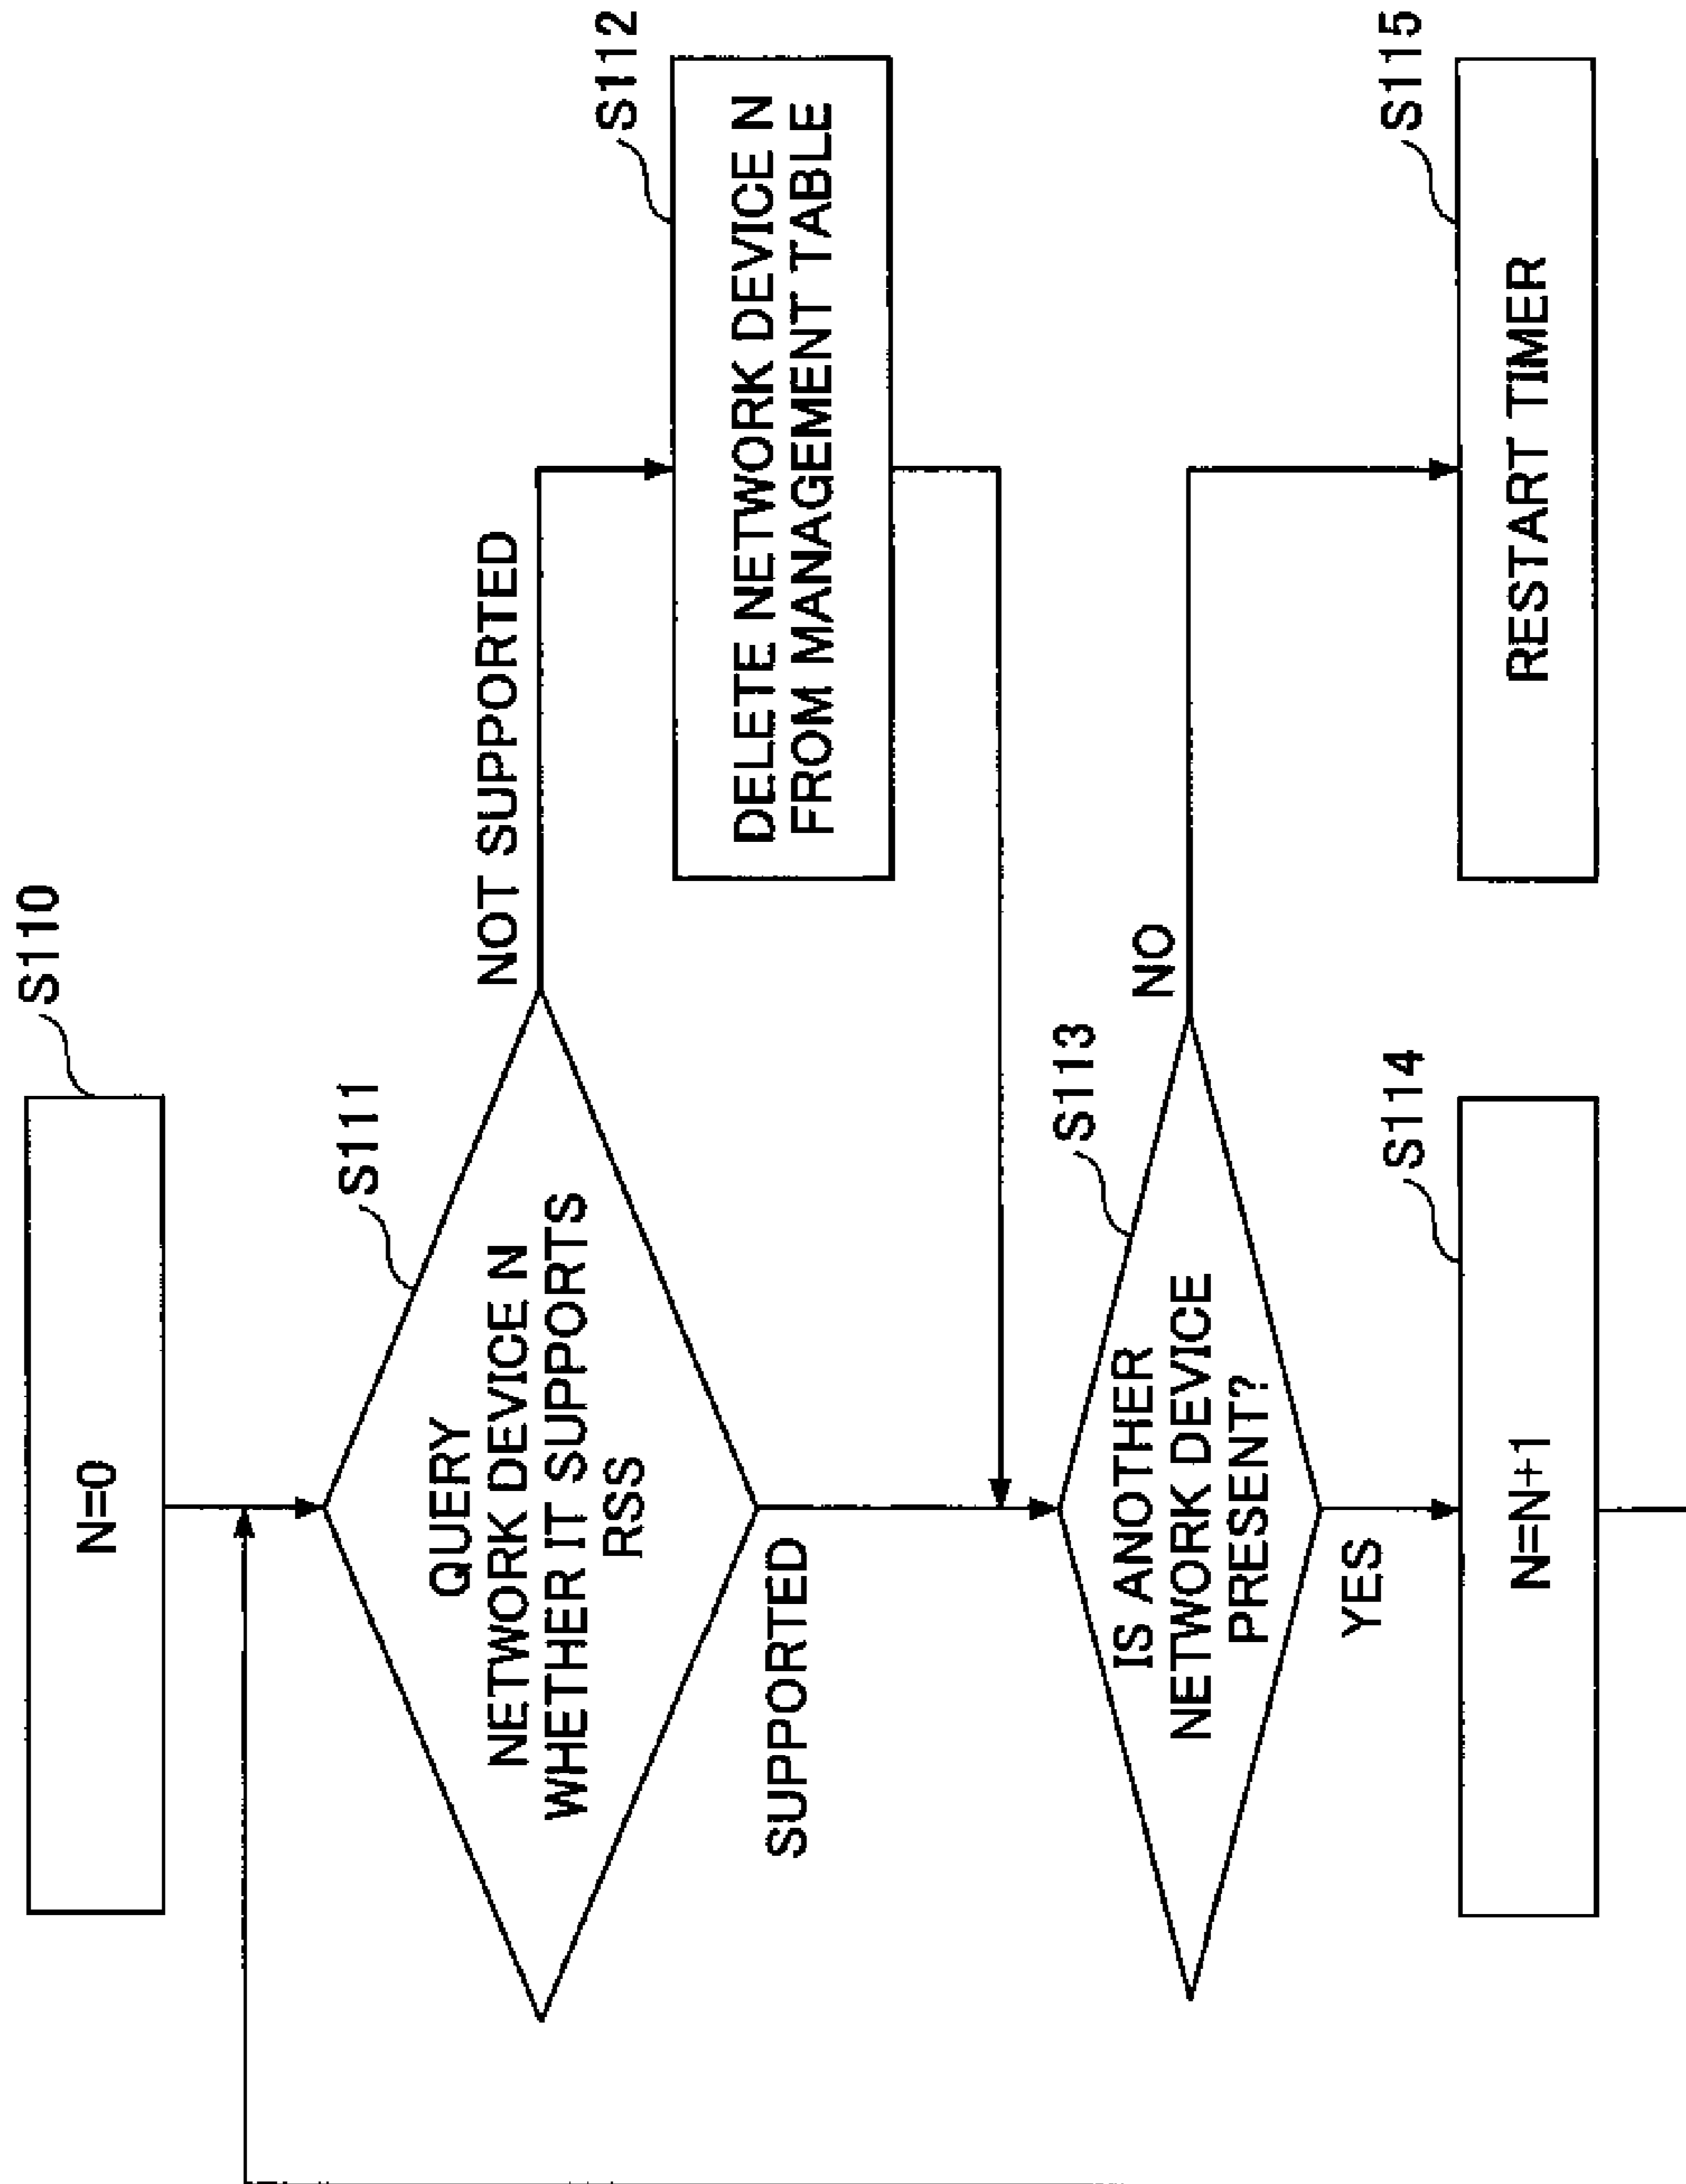 S110
N=0
S111
QUERY
NETWORK DEVICE N
WHETHER IT SUPPORTS
RSS
NOT SUPPORTED
S112
DELETE NETWORK DEVICE N
FROM MANAGEMENT TABLE
SUPPORTED
S113
IS ANOTHER
NETWORK DEVICE
PRESENT?
NO
YES
S114
N=N+1
S115
RESTART TIMER